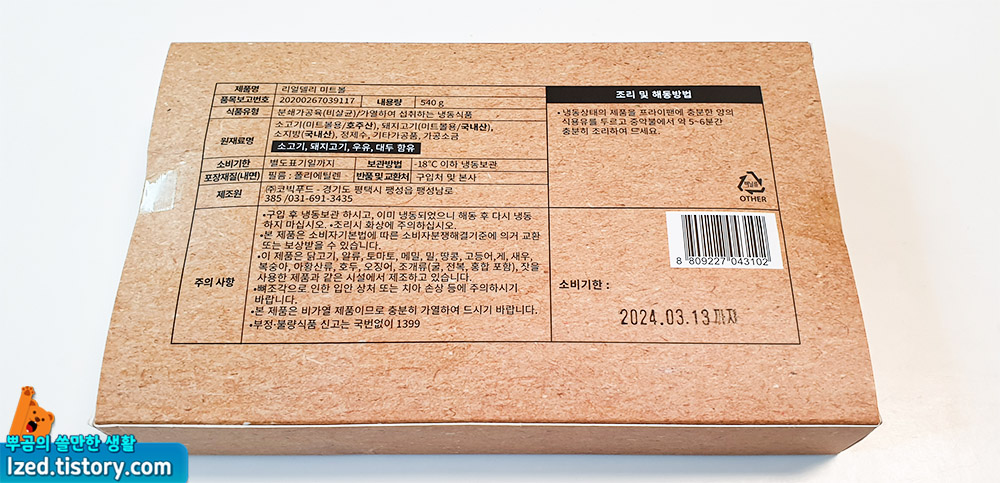 제품명 리얼델리 미트볼
품목보고번호 20200267039117 내용량 540 g
식품유형 분쇄가공육(비살균)/가열하여 섭취하는 냉동식품
원재료명 소고기(미트볼용/호주산), 돼지고기(미트볼용/국내산),
소지방(국내산), 정제수, 기타가공품, 가공소금
소고기, 돼지고기, 우유, 대두 함유
소비기한 별도표기일까지 보관방법 -18℃ 이하 냉동보관
포장재질(내면) 필름 : 폴리에틸렌 반품 및 교환처 구입처 및 본사
제조원 ㈜코빅푸드 - 경기도 평택시 팽성읍 팽성남로
385 /031-691-3435
주의 사항
•구입 후 냉동보관 하시고, 이미 냉동되었으니 해동 후 다시 냉동
하지 마십시오. •조리시 화상에 주의하십시오.
•본 제품은 소비자기본법에 따른 소비자분쟁해결기준에 의거 교환
또는 보상받을 수 있습니다.
•이 제품은 닭고기, 알류, 토마토, 메밀, 밀, 땅콩, 고등어,게, 새우,
복숭아, 아황산류, 호두, 오징어, 조개류(굴, 전복, 홍합 포함), 잣을
사용한 제품과 같은 시설에서 제조하고 있습니다.
•뼈조각으로 인한 입안 상처 또는 치아 손상 등에 주의하시기
바랍니다.
•본 제품은 비가열 제품이므로 충분히 가열하여 드시기 바랍니다.
•부정·불량식품 신고는 국번없이 1399
조리 및 해동방법
• 냉동상태의 제품을 프라이팬에 충분한 양의
식용유를 두르고 중약불에서 약 5~6분간
충분히 조리하여 드세요.
비닐류
OTHER
8 809227 043102
소비기한 :
2024.03.13까지
뿌곰의 쓸만한 생활
lzed.tistory.com